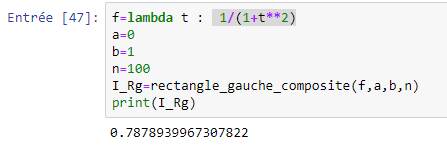 Entrée [47]: f=lambda t : 1/(1+t**2)
a=0
b=1
n=100
I_Rg=rectangle_gauche_composite(f,a,b,n)
print(I_Rg)
0.7878939967307822